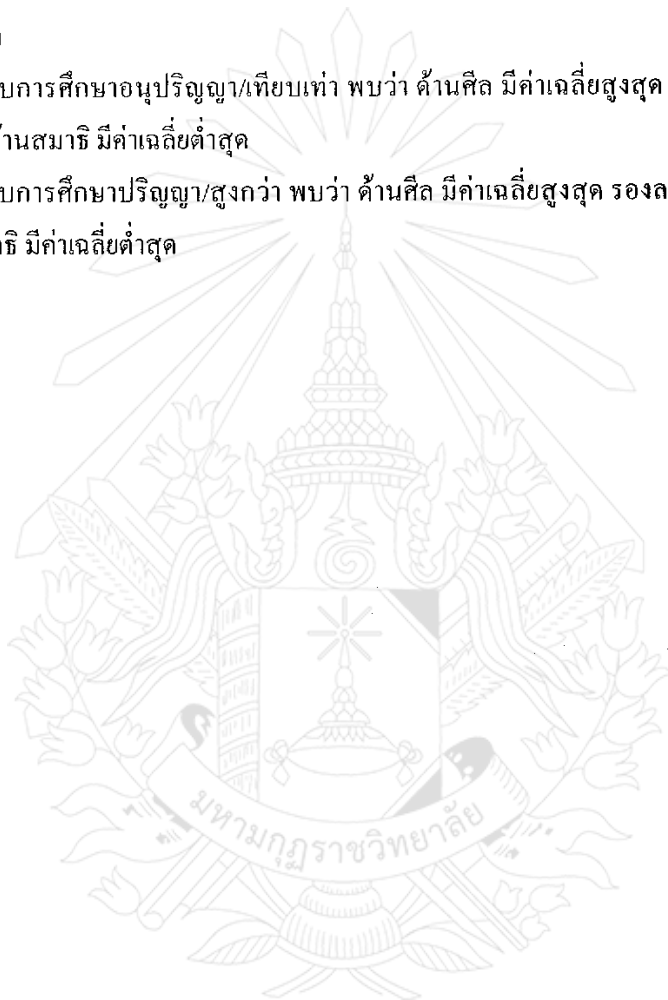 บการศึกษาอนุปริญญา/เทียบเท่า พบว่า ด้านศีล มีค่าเฉลี่ยสูงสุด
านสมาธิ มีค่าเฉลี่ยต่ำสุด
บการศึกษาปริญญา/สูงกว่า พบว่า ด้านศีล มีค่าเฉลี่ยสูงสุด รองล
ธิ มีค่าเฉลี่ยต่ำสุด
มหามกุฏราชวิทยาลัย